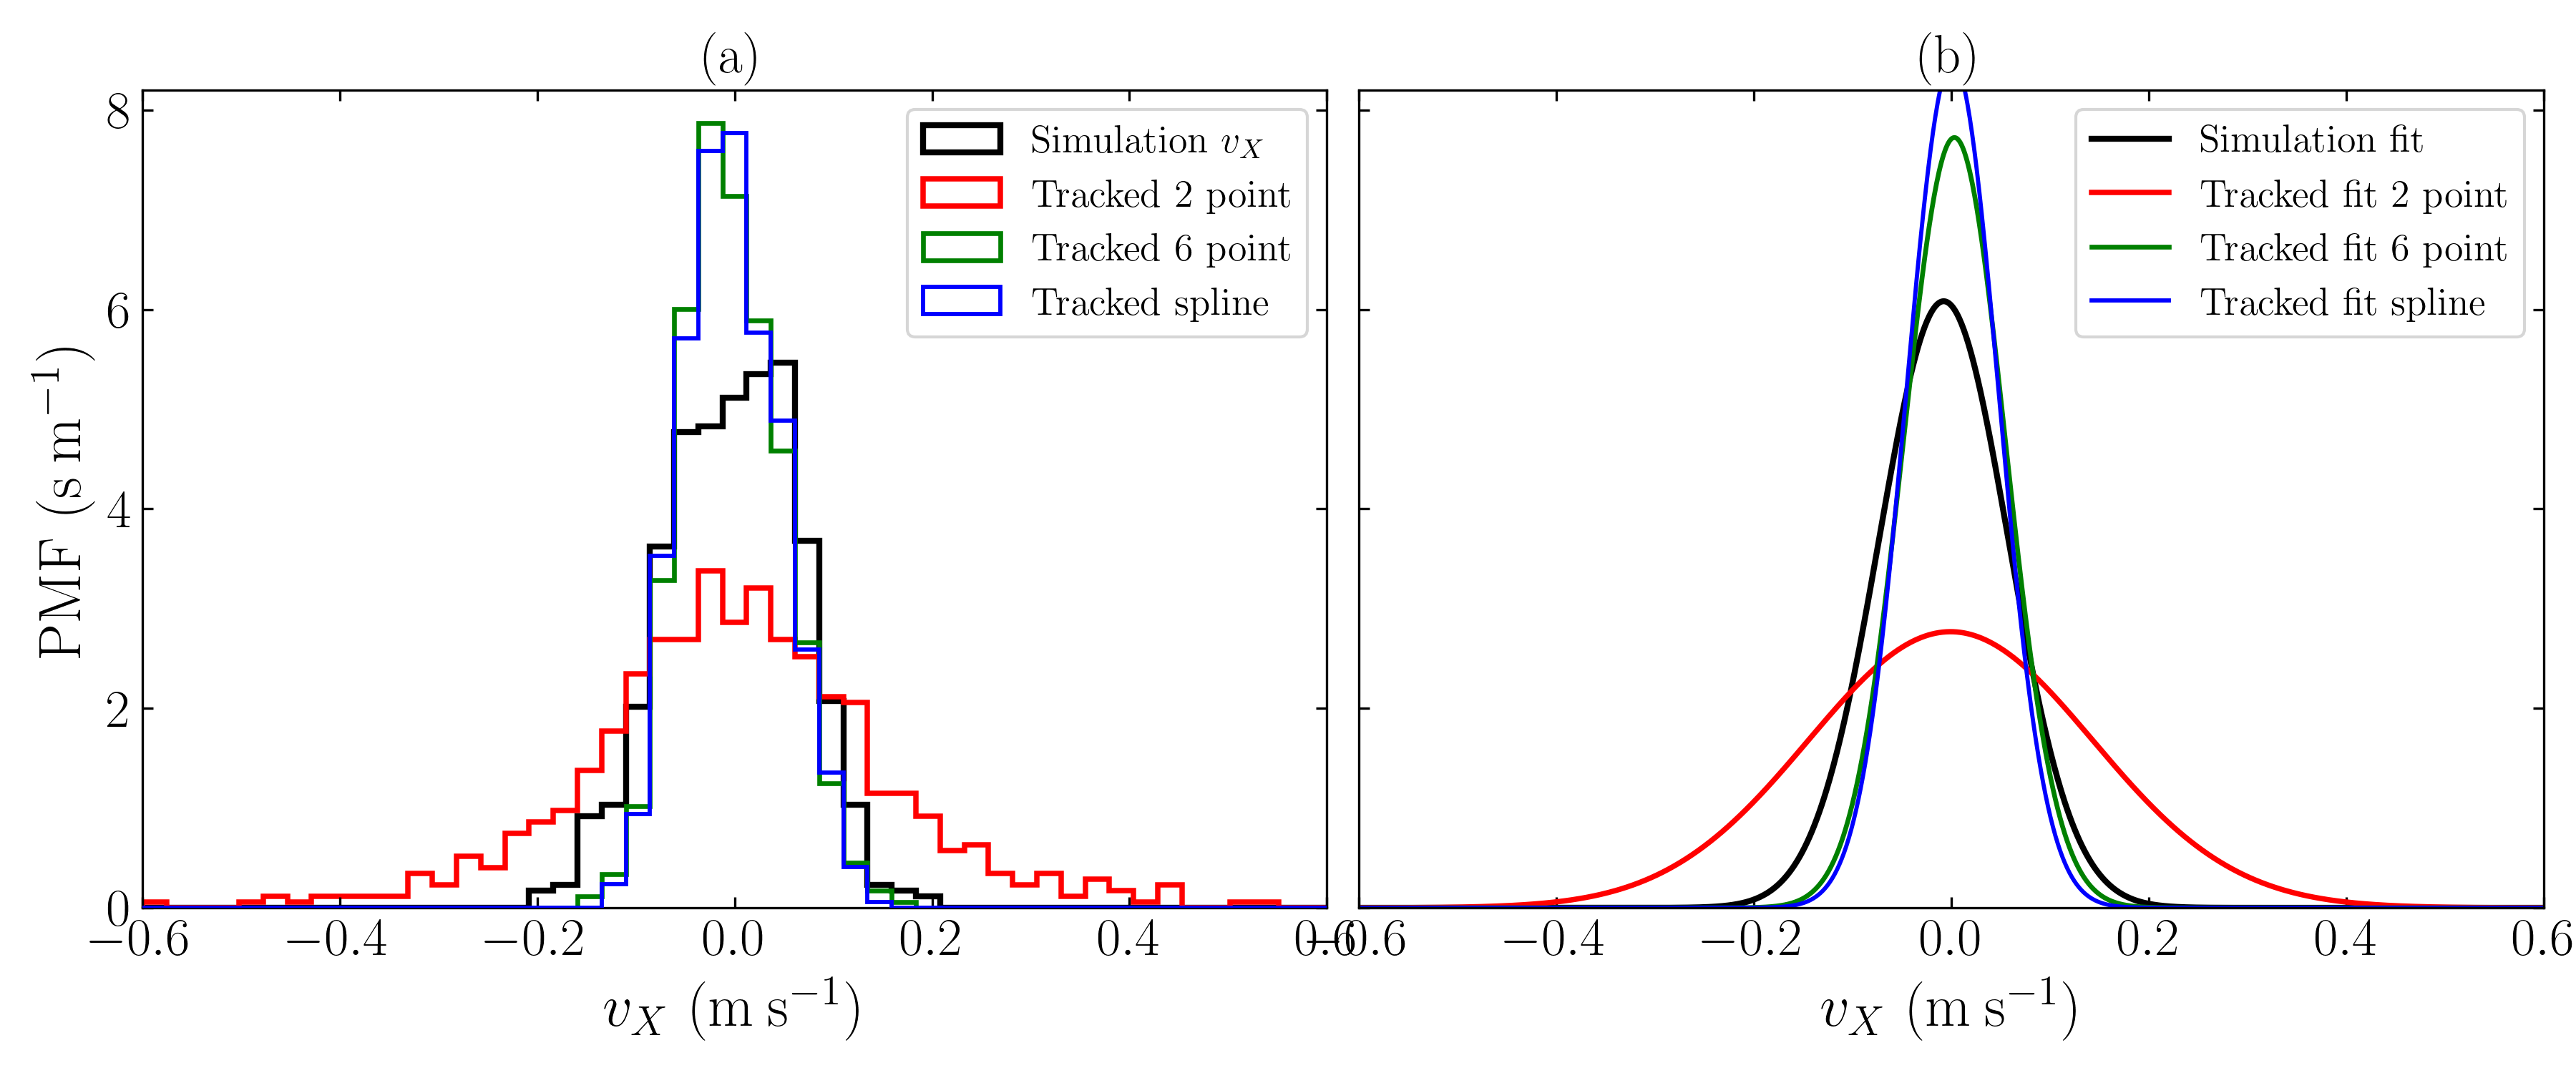 (a)
8
6
4
2
0
PMF (s m⁻¹)
Simulation v_X
Tracked 2 point
Tracked 6 point
Tracked spline
−0.6 −0.4 −0.2 0.0 0.2 0.4 0.6
v_X (m s⁻¹)
(b)
Simulation fit
Tracked fit 2 point
Tracked fit 6 point
Tracked fit spline
−0.6 −0.4 −0.2 0.0 0.2 0.4 0.6
v_X (m s⁻¹)